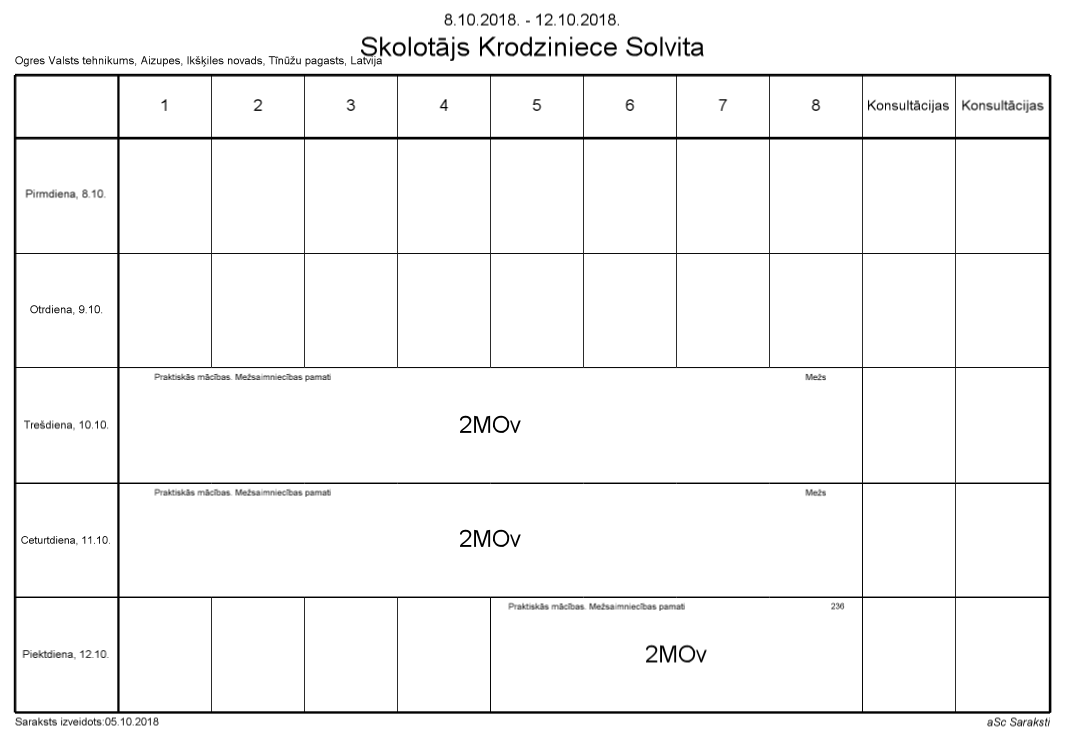 8.10.2018. - 12.10.2018.
Skolotājs Krodziniece Solvita
Ogres Valsts tehnikums, Aizupes, Ikšķiles novads, Tīnūžu pagasts, Latvija
1 2 3 4 5 6 7 8 Konsultācijas Konsultācijas
Pirmdiena, 8.10.
Otrdiena, 9.10.
Praktiskās mācības. Mežsaimniecības pamati Mežs
Trešdiena, 10.10. 2MOv
Praktiskās mācības. Mežsaimniecības pamati Mežs
Ceturtdiena, 11.10. 2MOv
Praktiskās mācības. Mežsaimniecības pamati 236
Piektdiena, 12.10. 2MOv
Saraksts izveidots:05.10.2018 aSc Saraksti